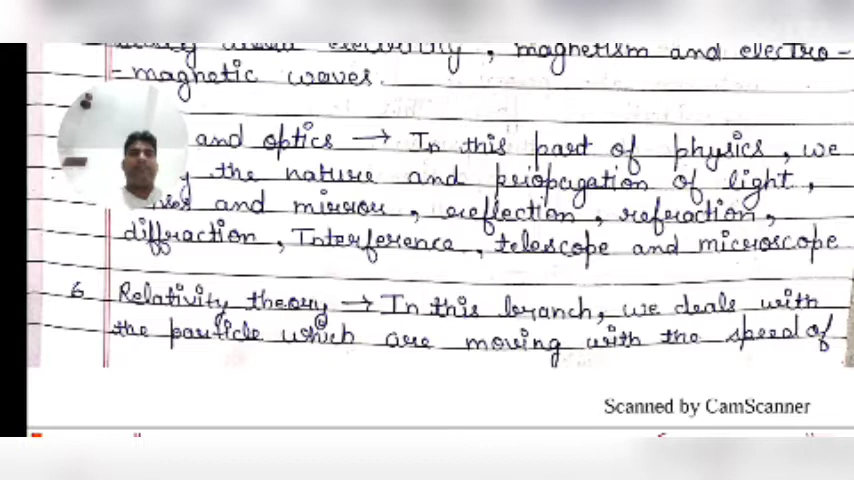 electricity, magnetism and electro-
-magnetic waves.
and optics → In this part of physics, we
the nature and propagation of light,
and mirror, reflection, refraction,
diffraction, Interference, telescope and microscope
6 Relativity theory → In this branch, we deals with
the particle which are moving with the speed of
Scanned by CamScanner